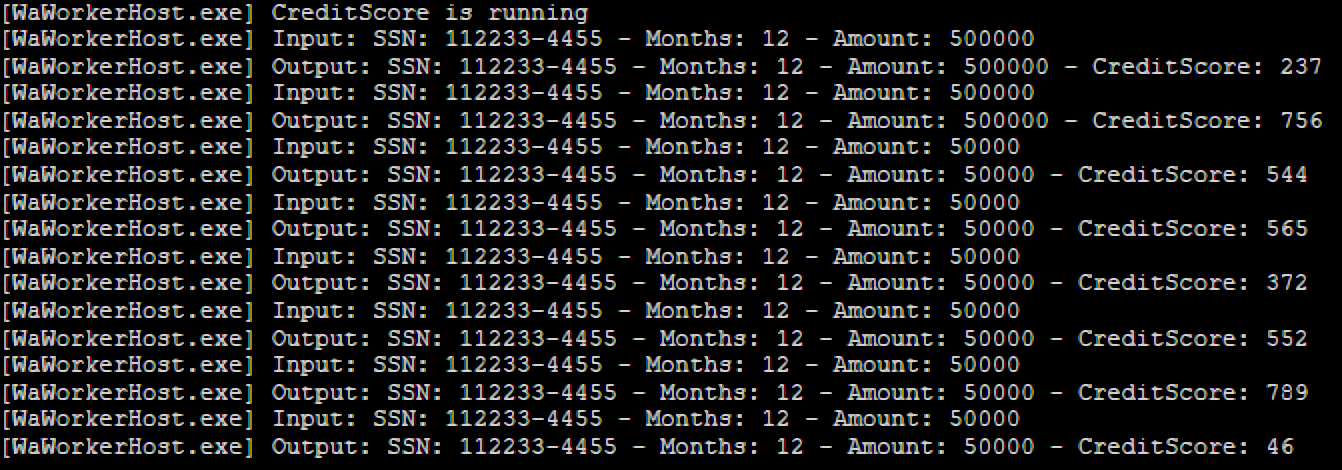 [WaWorkerHost.exe] CreditScore is running
[WaWorkerHost.exe] Input: SSN: 112233-4455 - Months: 12 - Amount: 500000
[WaWorkerHost.exe] Output: SSN: 112233-4455 - Months: 12 - Amount: 500000 - CreditScore: 237
[WaWorkerHost.exe] Input: SSN: 112233-4455 - Months: 12 - Amount: 500000
[WaWorkerHost.exe] Output: SSN: 112233-4455 - Months: 12 - Amount: 500000 - CreditScore: 756
[WaWorkerHost.exe] Input: SSN: 112233-4455 - Months: 12 - Amount: 50000
[WaWorkerHost.exe] Output: SSN: 112233-4455 - Months: 12 - Amount: 50000 - CreditScore: 544
[WaWorkerHost.exe] Input: SSN: 112233-4455 - Months: 12 - Amount: 50000
[WaWorkerHost.exe] Output: SSN: 112233-4455 - Months: 12 - Amount: 50000 - CreditScore: 565
[WaWorkerHost.exe] Input: SSN: 112233-4455 - Months: 12 - Amount: 50000
[WaWorkerHost.exe] Output: SSN: 112233-4455 - Months: 12 - Amount: 50000 - CreditScore: 372
[WaWorkerHost.exe] Input: SSN: 112233-4455 - Months: 12 - Amount: 50000
[WaWorkerHost.exe] Output: SSN: 112233-4455 - Months: 12 - Amount: 50000 - CreditScore: 552
[WaWorkerHost.exe] Input: SSN: 112233-4455 - Months: 12 - Amount: 50000
[WaWorkerHost.exe] Output: SSN: 112233-4455 - Months: 12 - Amount: 50000 - CreditScore: 789
[WaWorkerHost.exe] Input: SSN: 112233-4455 - Months: 12 - Amount: 50000
[WaWorkerHost.exe] Output: SSN: 112233-4455 - Months: 12 - Amount: 50000 - CreditScore: 46